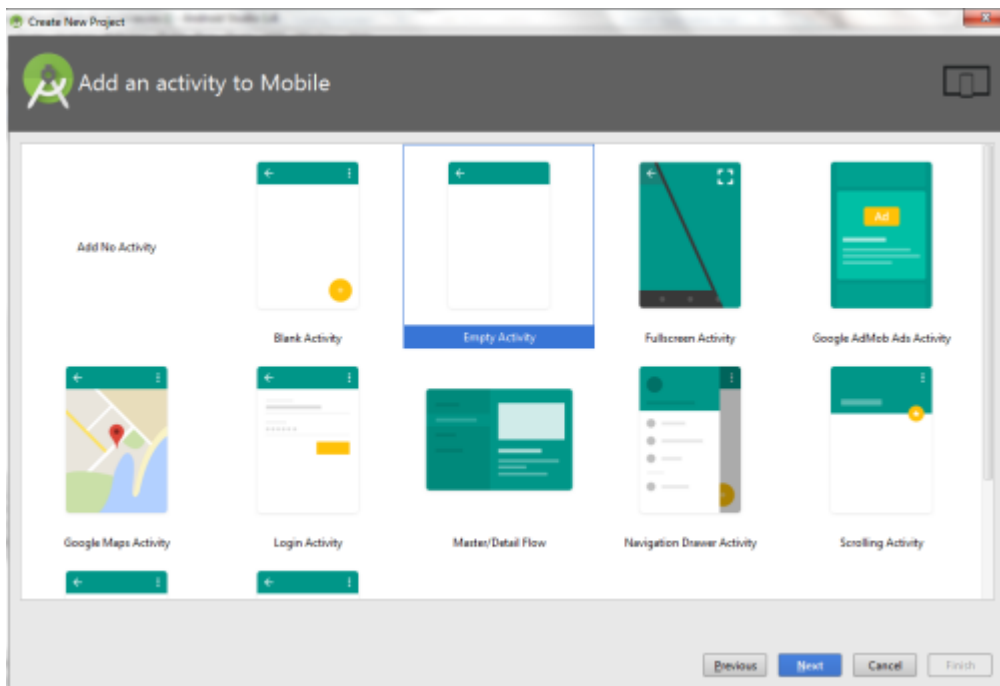 Create New Project
Add an activity to Mobile
Add No Activity
Blank Activity
Empty Activity
Ad
Fullscreen Activity
Google AdMob Ads Activity
Google Maps Activity
Login Activity
Master/Detail Flow
Navigation Drawer Activity
Scrolling Activity
Previous
Next
Cancel
Finish